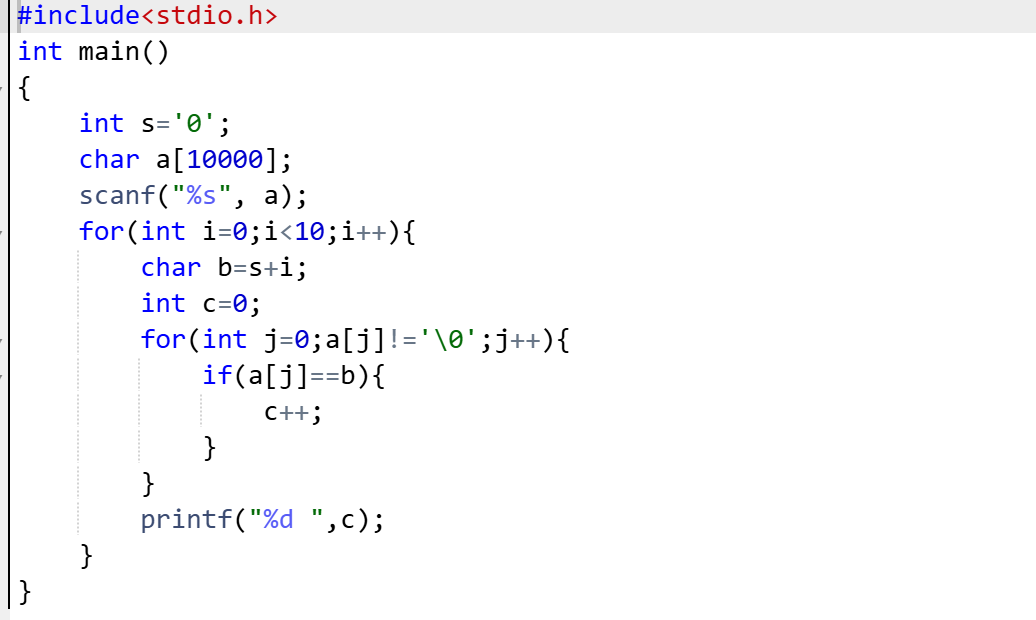 #include<stdio.h>
int main()
{
    int s='0';
    char a[10000];
    scanf("%s", a);
    for(int i=0;i<10;i++){
        char b=s+i;
        int c=0;
        for(int j=0;a[j]!='\0';j++){
            if(a[j]==b){
                c++;
            }
        }
        printf("%d ",c);
    }
}